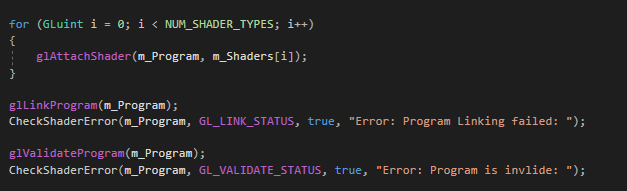 for (GLuint i = 0; i < NUM_SHADER_TYPES; i++)
{
glAttachShader(m_Program, m_Shaders[i]);
}
glLinkProgram(m_Program);
CheckShaderError(m_Program, GL_LINK_STATUS, true, "Error: Program Linking failed: ");
glValidateProgram(m_Program);
CheckShaderError(m_Program, GL_VALIDATE_STATUS, true, "Error: Program is invlide: ");